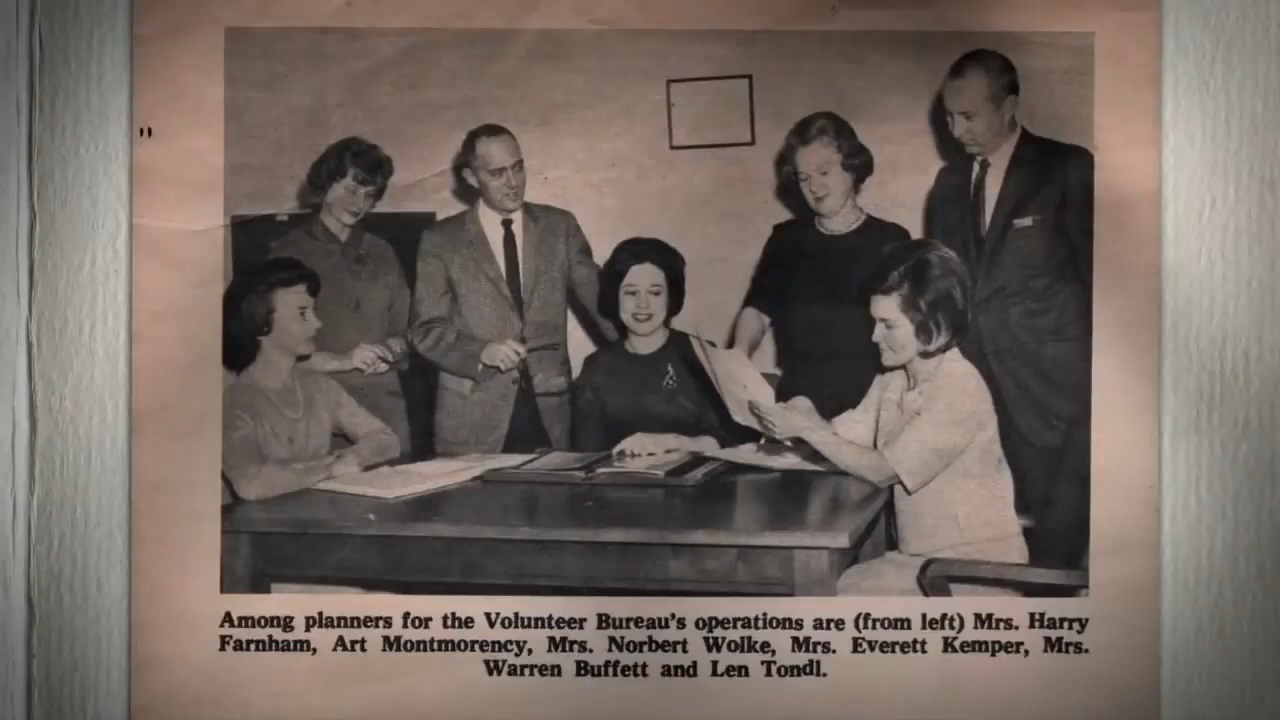 "
Among planners for the Volunteer Bureau's operations are (from left) Mrs. Harry
Farnham, Art Montmorency, Mrs. Norbert Wolke, Mrs. Everett Kemper, Mrs.
Warren Buffett and Len Tondl.